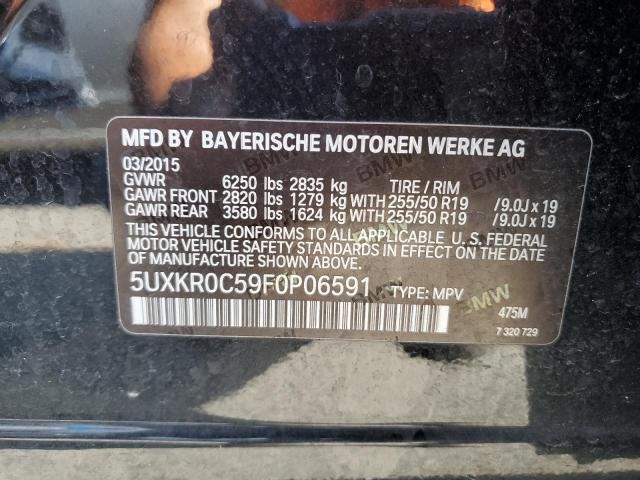 MFD BY BAYERISCHE MOTOREN WERKE AG
03/2015
GVWR 6250 lbs 2835 kg TIRE / RIM
GAWR FRONT 2820 lbs 1279 kg WITH 255/50 R19 /9.0J x 19
GAWR REAR 3580 lbs 1624 kg WITH 255/50 R19 /9.0J x 19
THIS VEHICLE CONFORMS TO ALL APPLICABLE U. S. FEDERAL
MOTOR VEHICLE SAFETY STANDARDS IN EFFECT ON THE DATE
OF MANUFACTURE SHOWN ABOVE.
5UXKR0C59F0P06591 TYPE: MPV
475M
7 320 729